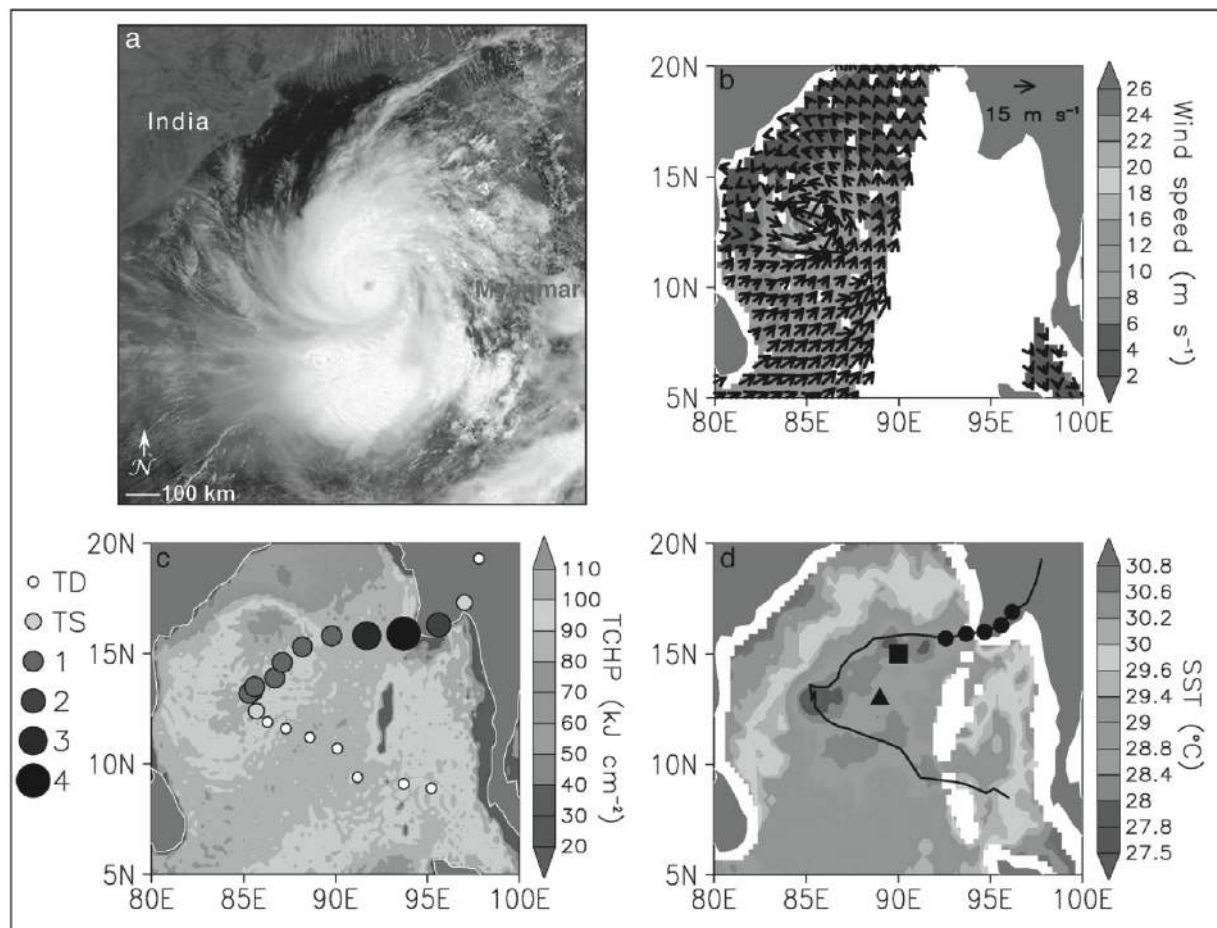 a
India
Myanmar
N
100 km
b
15 m s⁻¹
20N
15N
10N
5N
80E 85E 90E 95E 100E
26
24
20
18
16
12
10
8
6
4
2
Wind speed (m s⁻¹)
TD
TS
1
2
3
4
c
20N
15N
10N
5N
80E 85E 90E 95E 100E
110
100
90
80
70
60
50
40
30
20
TCHP (kJ cm⁻²)
d
20N
15N
10N
5N
80E 85E 90E 95E 100E
30.8
30.6
30.2
30
29.6
29.4
29
28.8
28.4
28
27.8
27.5
SST (°C)